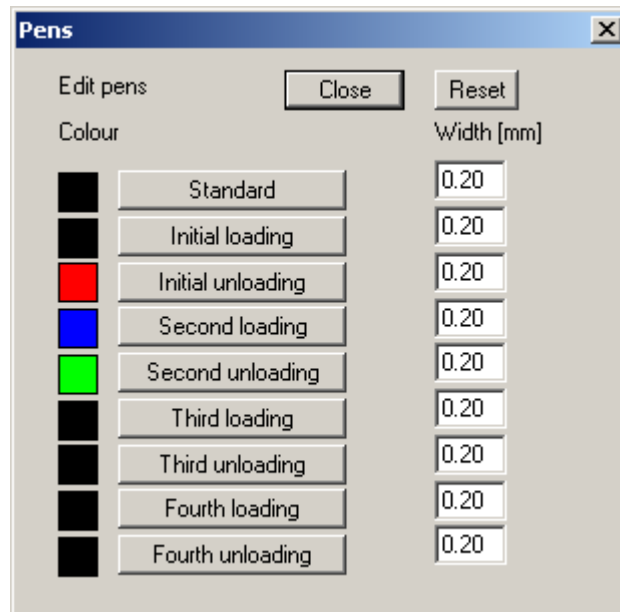 Pens
Edit pens Close Reset
Colour Width [mm]
Standard 0.20
Initial loading 0.20
Initial unloading 0.20
Second loading 0.20
Second unloading 0.20
Third loading 0.20
Third unloading 0.20
Fourth loading 0.20
Fourth unloading 0.20